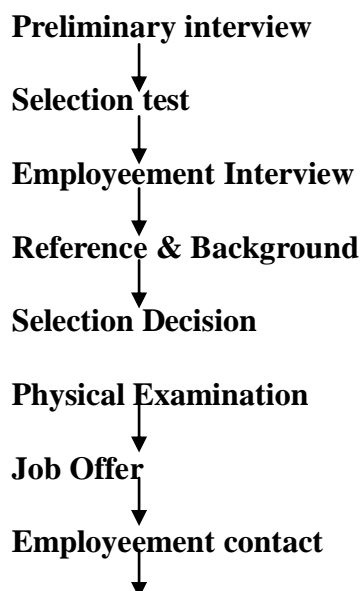 Preliminary interview
Selection test
Employeement Interview
Reference & Background
Selection Decision
Physical Examination
Job Offer
Employeement contact